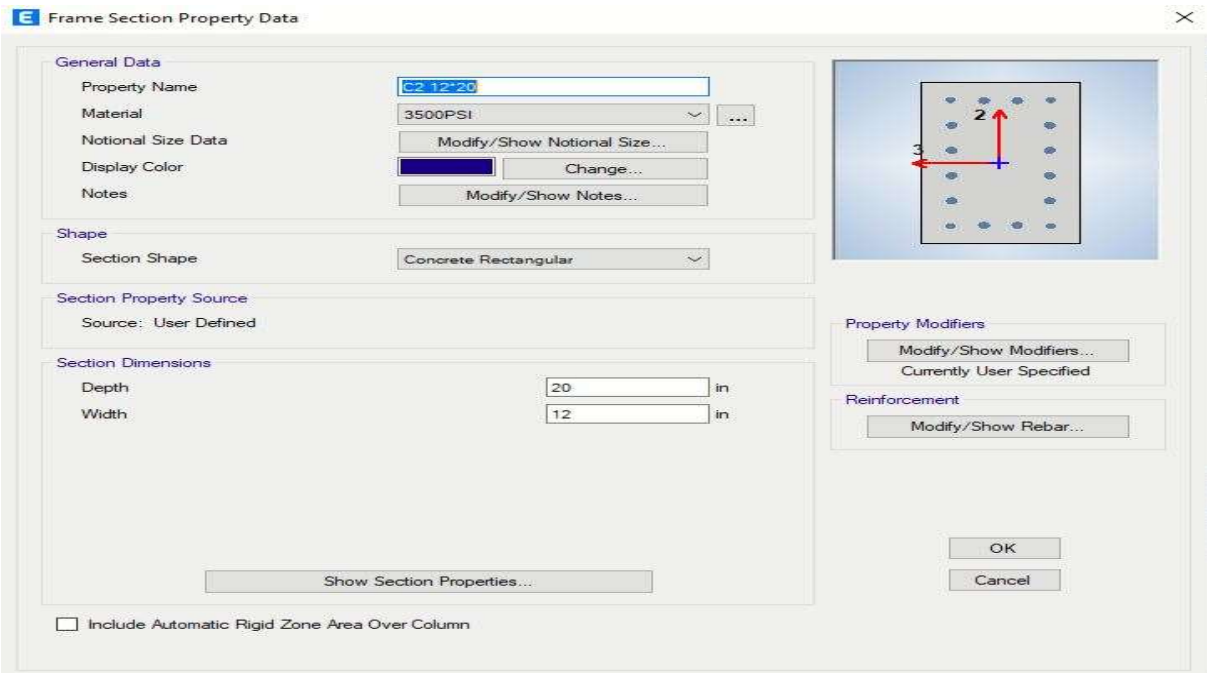 E Frame Section Property Data
General Data
Property Name C2 12*20
Material 3500PSI ...
Notional Size Data Modify/Show Notional Size...
Display Color Change...
Notes Modify/Show Notes...
2
3
Shape
Section Shape Concrete Rectangular
Section Property Source
Source: User Defined
Property Modifiers
Modify/Show Modifiers...
Currently User Specified
Section Dimensions
Depth 20 in
Width 12 in
Reinforcement
Modify/Show Rebar...
OK
Show Section Properties...
Cancel
Include Automatic Rigid Zone Area Over Column